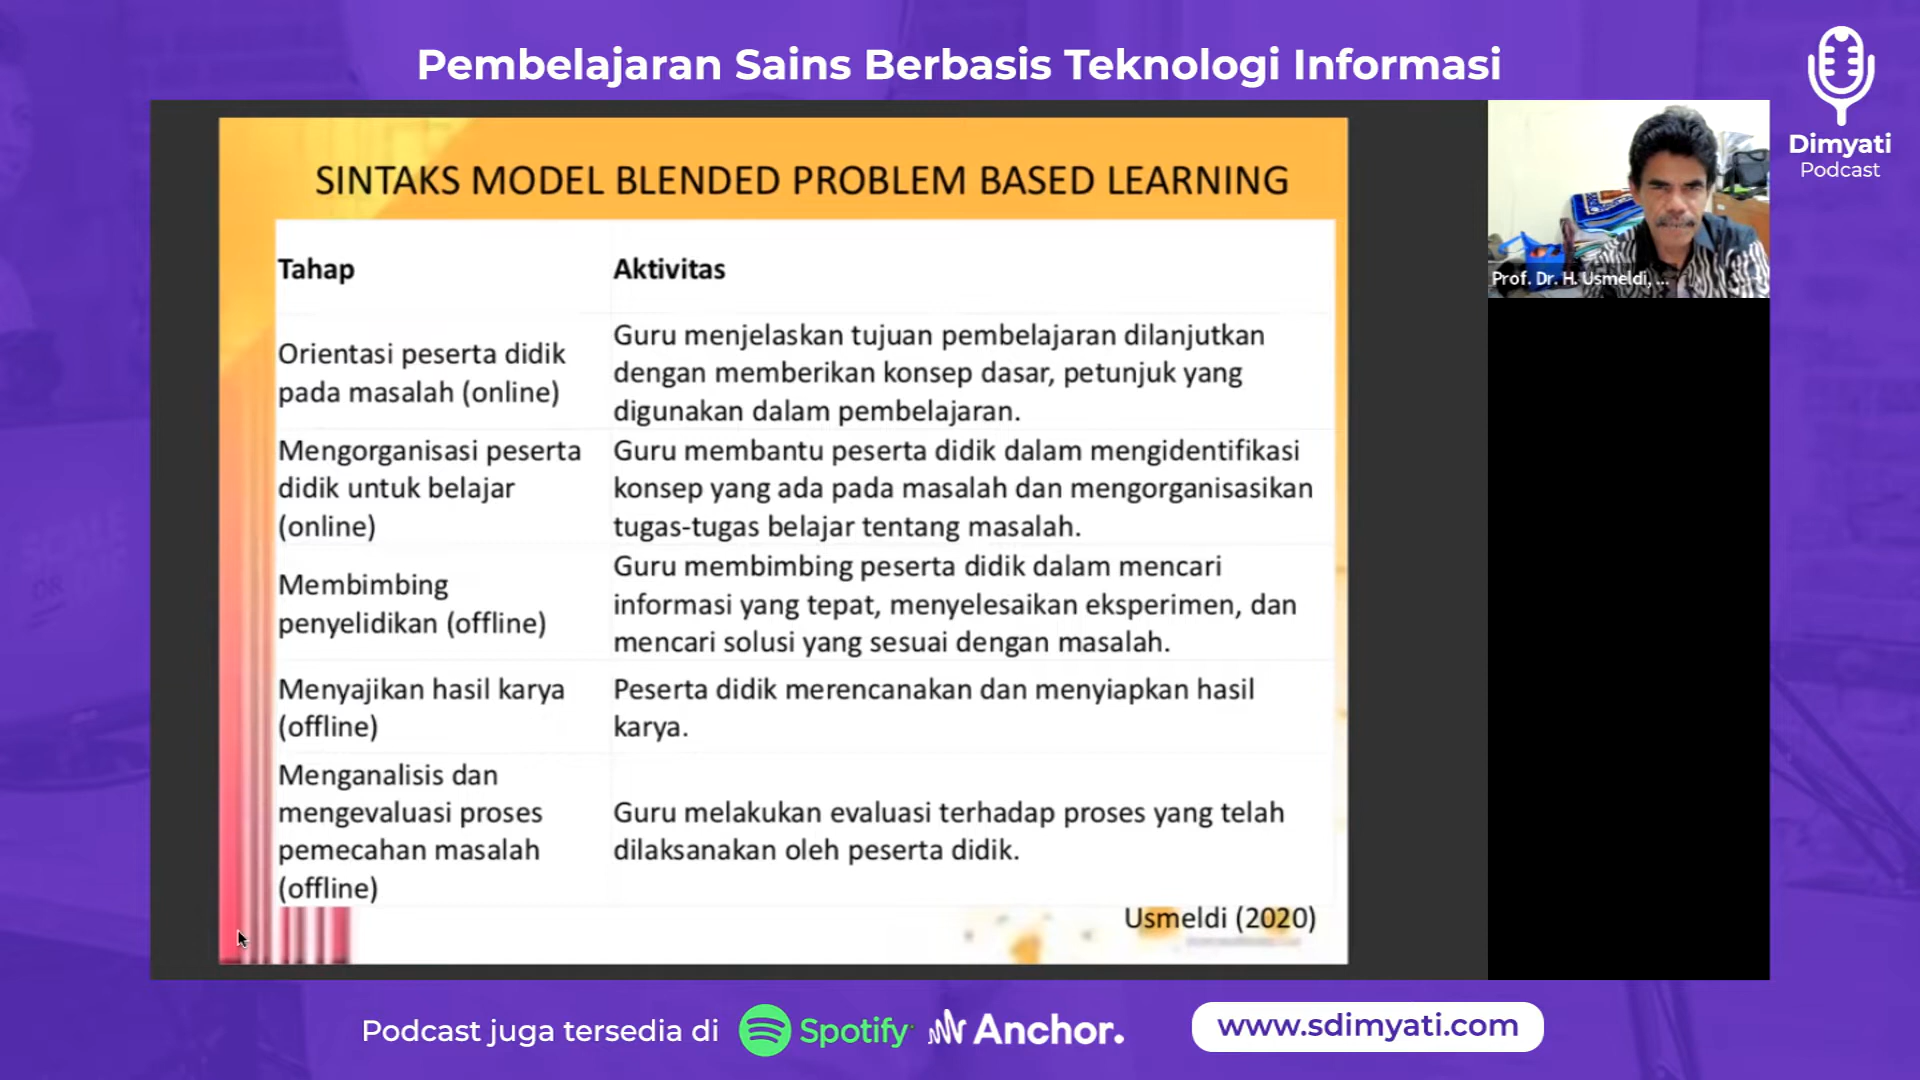 Pembelajaran Sains Berbasis Teknologi Informasi
Dimyati
Podcast
SINTAKS MODEL BLENDED PROBLEM BASED LEARNING
Tahap
Aktivitas
Orientasi peserta didik
pada masalah (online)
Guru menjelaskan tujuan pembelajaran dilanjutkan
dengan memberikan konsep dasar, petunjuk yang
digunakan dalam pembelajaran.
Mengorganisasi peserta
didik untuk belajar
(online)
Guru membantu peserta didik dalam mengidentifikasi
konsep yang ada pada masalah dan mengorganisasikan
tugas-tugas belajar tentang masalah.
Membimbing
penyelidikan (offline)
Guru membimbing peserta didik dalam mencari
informasi yang tepat, menyelesaikan eksperimen, dan
mencari solusi yang sesuai dengan masalah.
Menyajikan hasil karya
(offline)
Peserta didik merencanakan dan menyiapkan hasil
karya.
Menganalisis dan
mengevaluasi proses
pemecahan masalah
(offline)
Guru melakukan evaluasi terhadap proses yang telah
dilaksanakan oleh peserta didik.
Usmeldi (2020)
Prof. Dr. H. Usmeldi, ...
Podcast juga tersedia di
Spotify
Anchor.
www.sdimyati.com